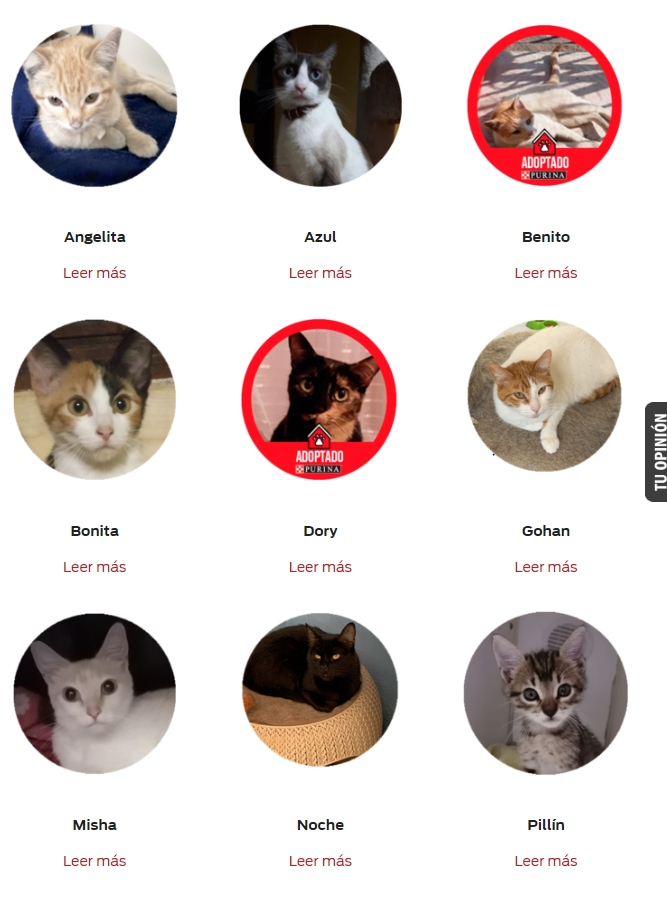 ADOPTADO
PURINA
Angelita
Azul
Benito
Leer más
Leer más
Leer más
ADOPTADO
PURINA
TU OPINIÓN
Bonita
Dory
Gohan
Leer más
Leer más
Leer más
Misha
Noche
Pillín
Leer más
Leer más
Leer más